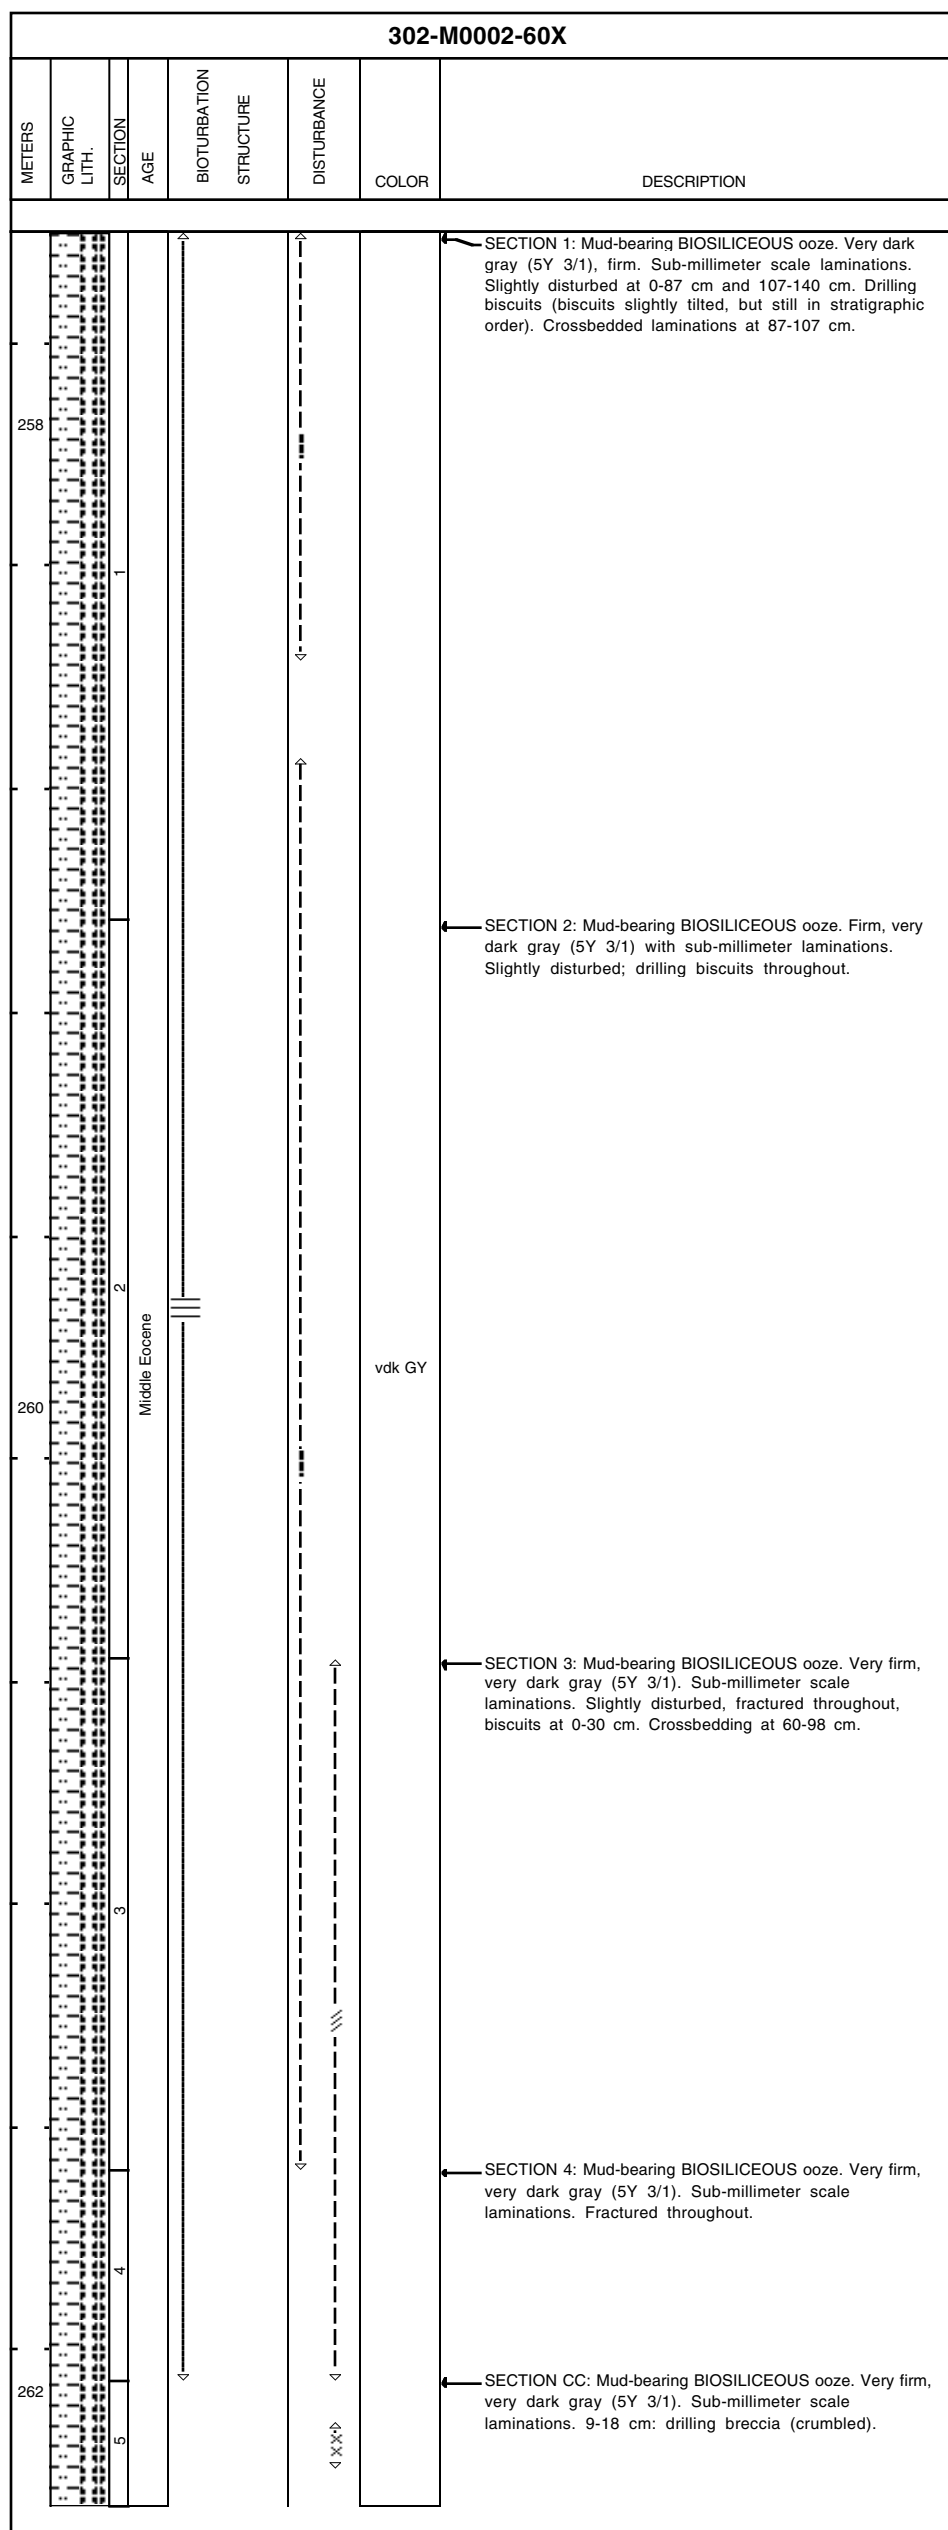 302-M0002-60X
METERS
GRAPHIC
LITH.
SECTION
AGE
BIOTURBATION
STRUCTURE
DISTURBANCE
COLOR
DESCRIPTION
SECTION 1: Mud-bearing BIOSILICEOUS ooze. Very dark
gray (5Y 3/1), firm. Sub-millimeter scale laminations.
Slightly disturbed at 0-87 cm and 107-140 cm. Drilling
biscuits (biscuits slightly tilted, but still in stratigraphic
order). Crossbedded laminations at 87-107 cm.
258
1
SECTION 2: Mud-bearing BIOSILICEOUS ooze. Firm, very
dark gray (5Y 3/1) with sub-millimeter laminations.
Slightly disturbed; drilling biscuits throughout.
2
Middle Eocene
vdk GY
260
SECTION 3: Mud-bearing BIOSILICEOUS ooze. Very firm,
very dark gray (5Y 3/1). Sub-millimeter scale
laminations. Slightly disturbed, fractured throughout,
biscuits at 0-30 cm. Crossbedding at 60-98 cm.
3
SECTION 4: Mud-bearing BIOSILICEOUS ooze. Very firm,
very dark gray (5Y 3/1). Sub-millimeter scale
laminations. Fractured throughout.
4
262
SECTION CC: Mud-bearing BIOSILICEOUS ooze. Very firm,
very dark gray (5Y 3/1). Sub-millimeter scale
laminations. 9-18 cm: drilling breccia (crumbled).
5
XX